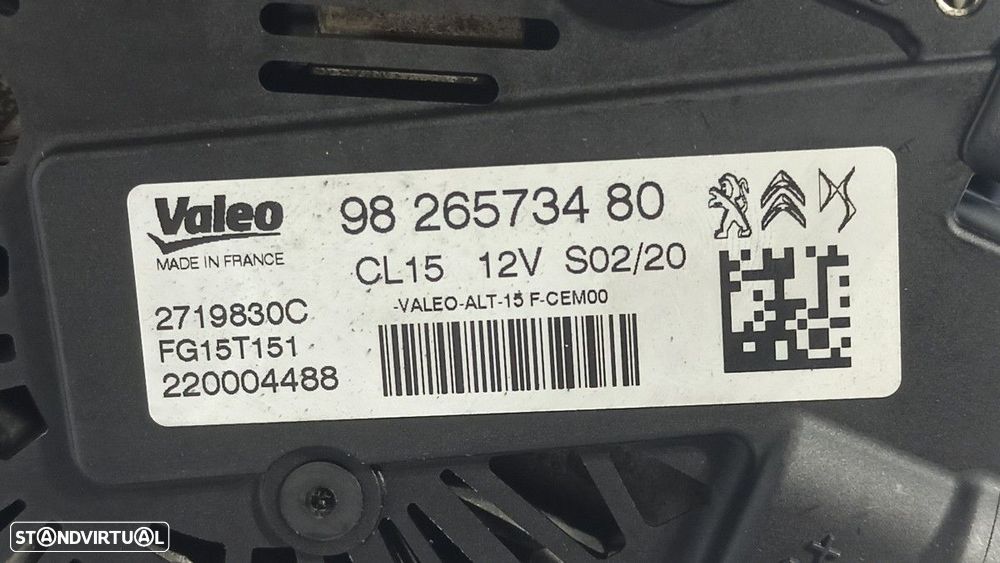 Valeo
MADE IN FRANCE
98 265734 80
CL15 12V S02/20
-VALEO-ALT-15 F-CEM00
2719830C
FG15T151
220004488
STANDVIRTUAL